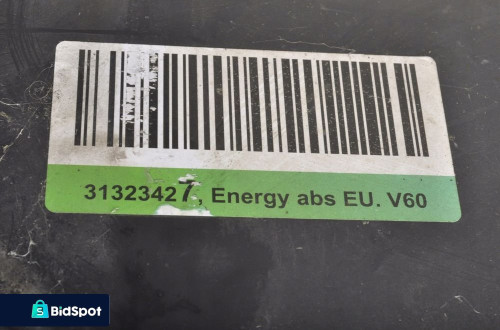 31323427, Energy abs EU. V60
BidSpot